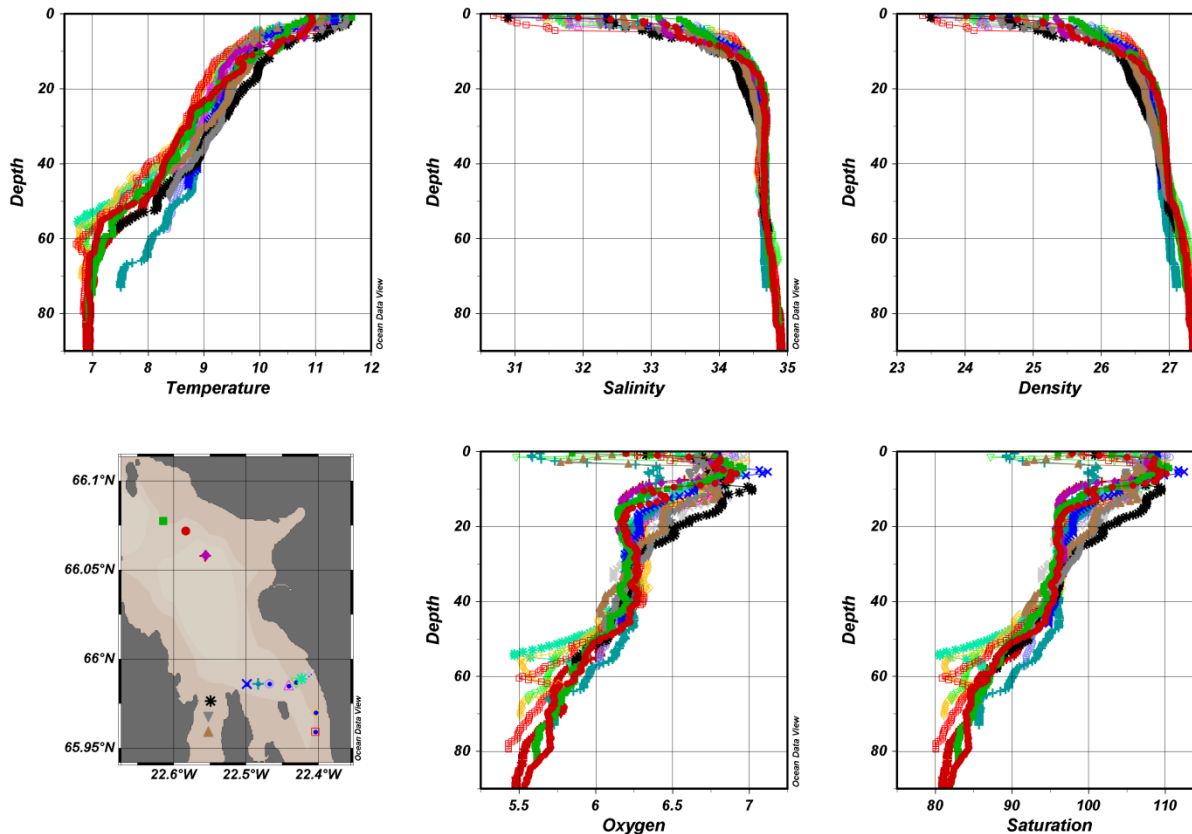 0
20
40
60
80
Depth
7 8 9 10 11 12
Temperature
Ocean Data View
0
20
40
60
80
Depth
31 32 33 34 35
Salinity
Ocean Data View
0
20
40
60
80
Depth
23 24 25 26 27
Density
66.1°N
66.05°N
66°N
65.95°N
22.6°W 22.5°W 22.4°W
Ocean Data View
0
20
40
60
80
Depth
5.5 6 6.5 7
Oxygen
Ocean Data View
0
20
40
60
80
Depth
80 90 100 110
Saturation